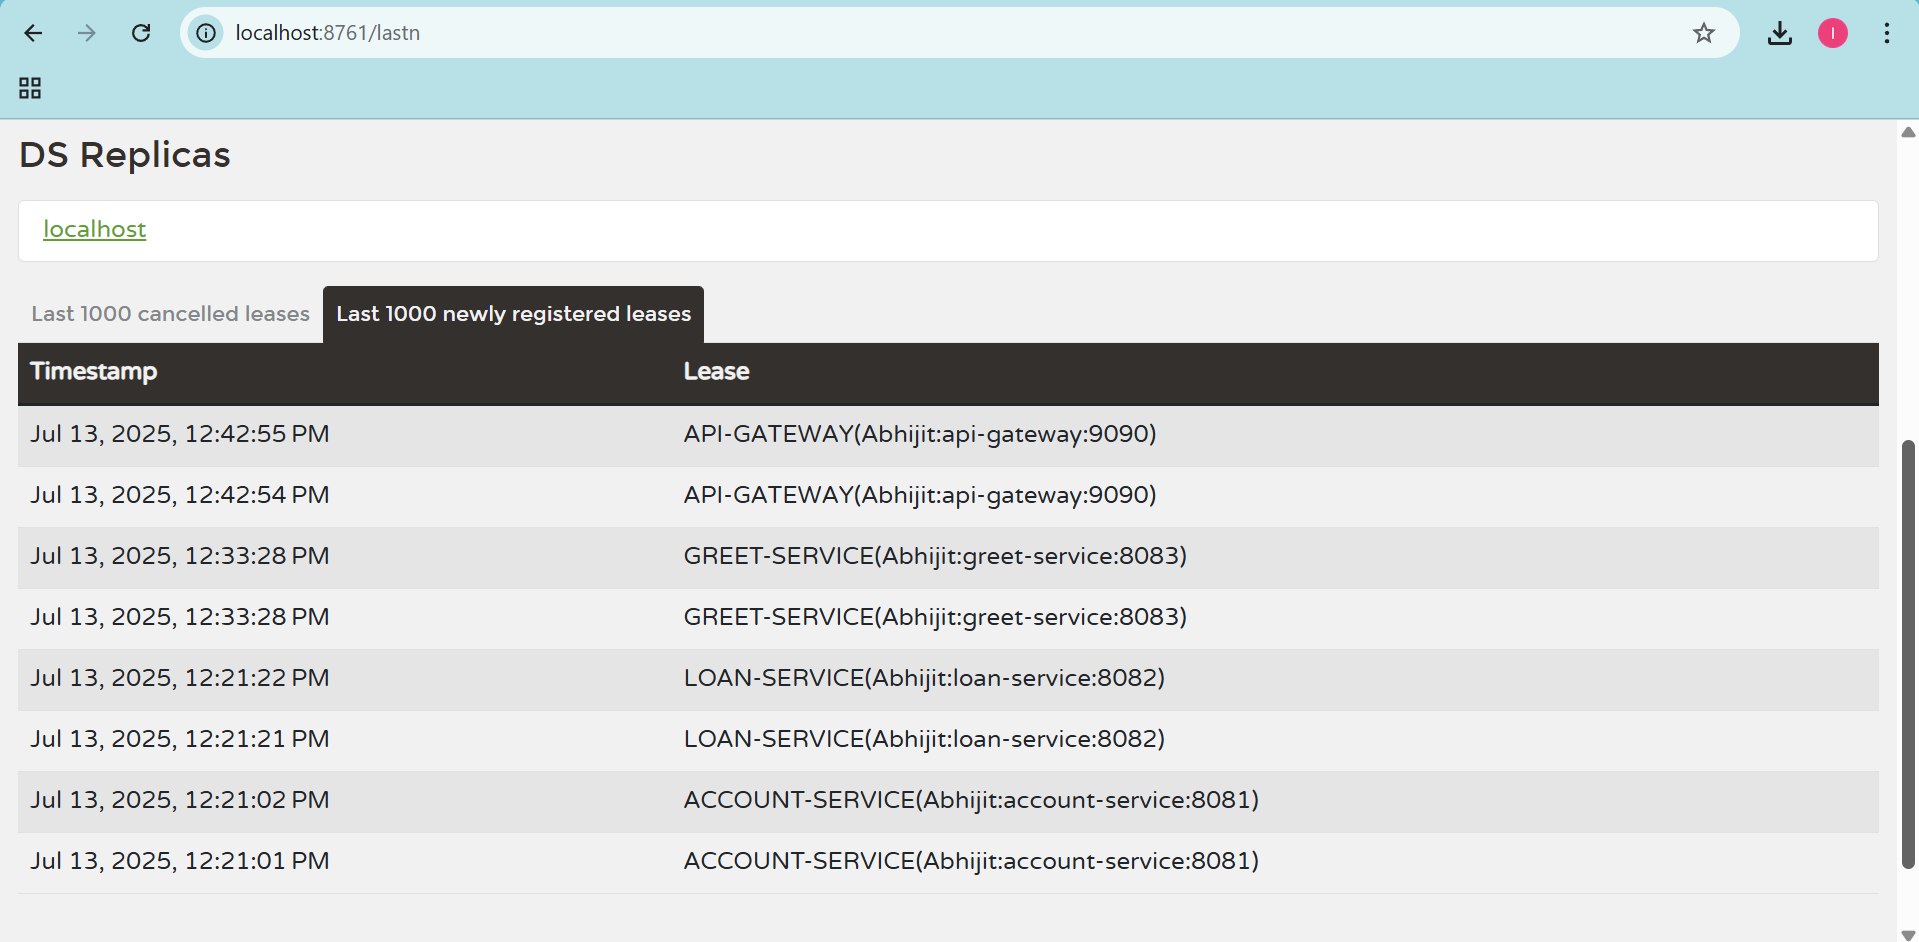 localhost:8761/lastn
I
DS Replicas
localhost
Last 1000 cancelled leases Last 1000 newly registered leases
Timestamp Lease
Jul 13, 2025, 12:42:55 PM API-GATEWAY(Abhijit:api-gateway:9090)
Jul 13, 2025, 12:42:54 PM API-GATEWAY(Abhijit:api-gateway:9090)
Jul 13, 2025, 12:33:28 PM GREET-SERVICE(Abhijit:greet-service:8083)
Jul 13, 2025, 12:33:28 PM GREET-SERVICE(Abhijit:greet-service:8083)
Jul 13, 2025, 12:21:22 PM LOAN-SERVICE(Abhijit:loan-service:8082)
Jul 13, 2025, 12:21:21 PM LOAN-SERVICE(Abhijit:loan-service:8082)
Jul 13, 2025, 12:21:02 PM ACCOUNT-SERVICE(Abhijit:account-service:8081)
Jul 13, 2025, 12:21:01 PM ACCOUNT-SERVICE(Abhijit:account-service:8081)